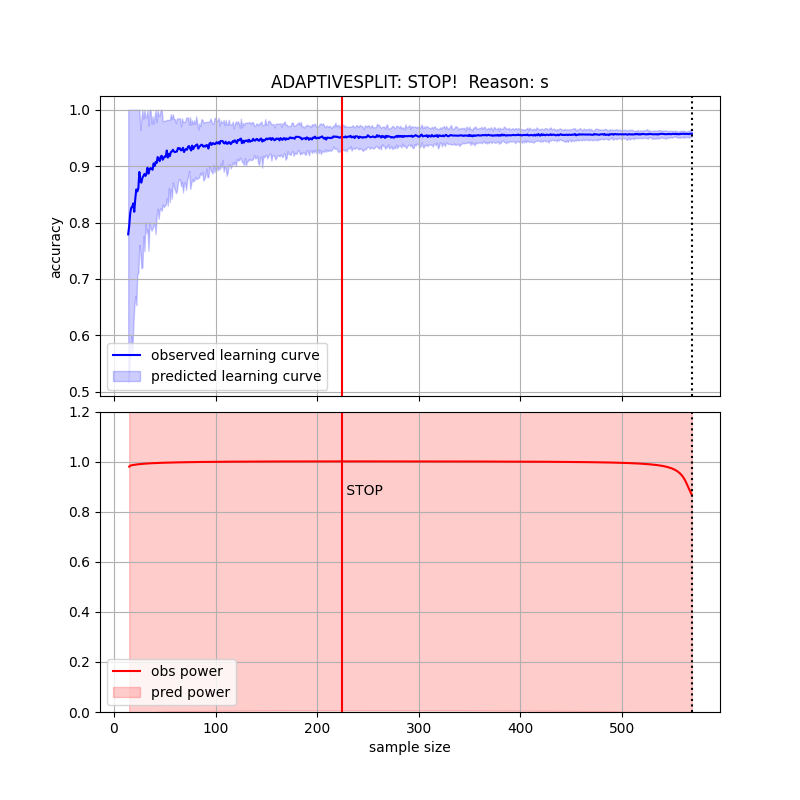 ADAPTIVESPLIT: STOP!  Reason: s
1.0
0.9
0.8
0.7
0.6
0.5
accuracy
observed learning curve
predicted learning curve
1.2
1.0
0.8
0.6
0.4
0.2
0.0
STOP
obs power
pred power
0 100 200 300 400 500
sample size